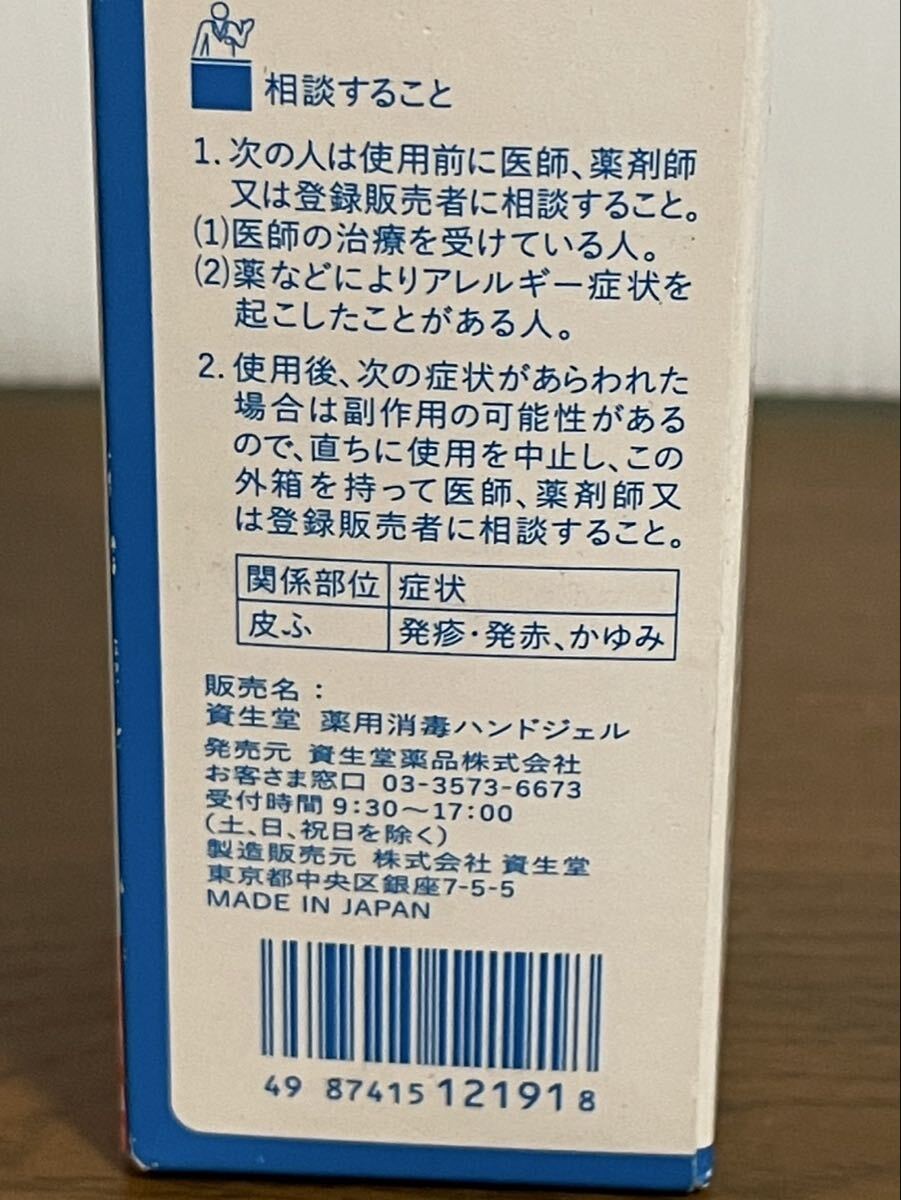 相談すること
1. 次の人は使用前に医師、薬剤師
又は登録販売者に相談すること。
(1)医師の治療を受けている人。
(2)薬などによりアレルギー症状を
起こしたことがある人。
2. 使用後、次の症状があらわれた
場合は副作用の可能性がある
ので、直ちに使用を中止し、この
外箱を持って医師、薬剤師又
は登録販売者に相談すること。
関係部位 症状
皮ふ 発疹・発赤、かゆみ
販売名：
資生堂 薬用消毒ハンドジェル
発売元 資生堂薬品株式会社
お客さま窓口 03-3573-6673
受付時間 9:30～17:00
(土、日、祝日を除く)
製造販売元 株式会社 資生堂
東京都中央区銀座7-5-5
MADE IN JAPAN
49 87415 12191 8